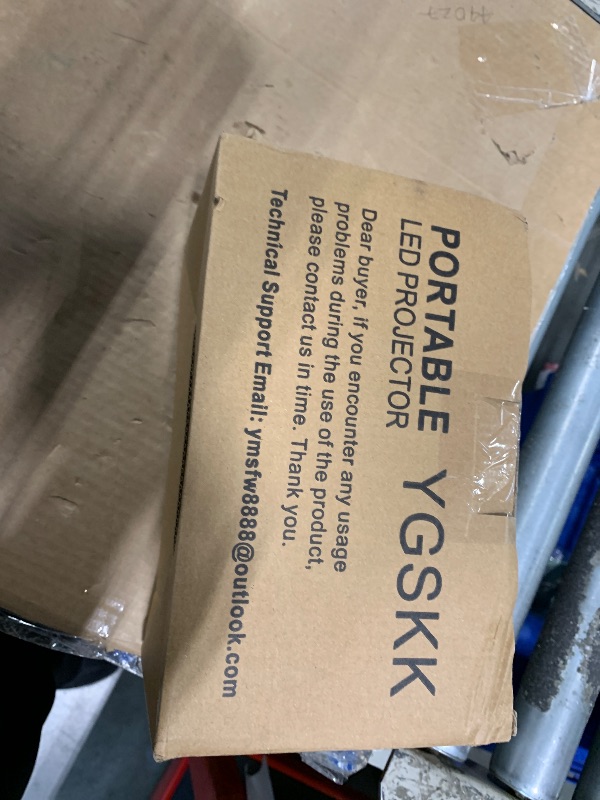 PORTABLE YGSKK
LED PROJECTOR
Dear buyer, if you encounter any usage
problems during the use of the product,
please contact us in time. Thank you.
Technical Support Email: ymsfw8888@outlook.com